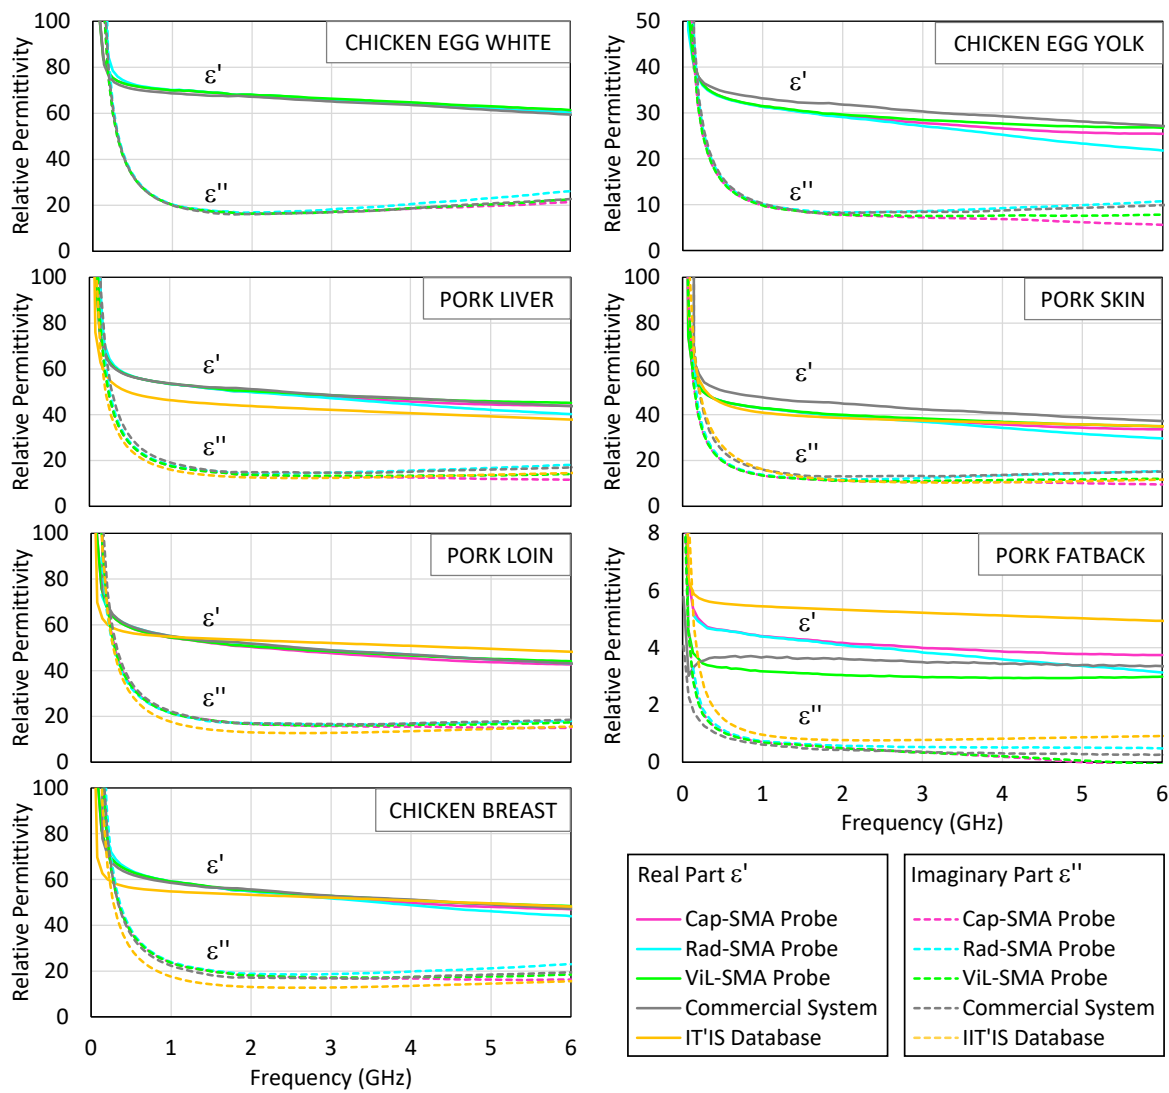 CHICKEN EGG WHITE
Relative Permittivity
100
80
60
40
20
0
ε'
ε''
CHICKEN EGG YOLK
Relative Permittivity
50
40
30
20
10
0
ε'
ε''
PORK LIVER
Relative Permittivity
100
80
60
40
20
0
ε'
ε''
PORK SKIN
Relative Permittivity
100
80
60
40
20
0
ε'
ε''
PORK LOIN
Relative Permittivity
100
80
60
40
20
0
ε'
ε''
PORK FATBACK
Relative Permittivity
8
6
4
2
0
ε'
ε''
0 1 2 3 4 5 6
Frequency (GHz)
CHICKEN BREAST
Relative Permittivity
100
80
60
40
20
0
ε'
ε''
0 1 2 3 4 5 6
Frequency (GHz)
Real Part ε'
Cap-SMA Probe
Rad-SMA Probe
ViL-SMA Probe
Commercial System
IT'IS Database
Imaginary Part ε''
Cap-SMA Probe
Rad-SMA Probe
ViL-SMA Probe
Commercial System
IIT'IS Database